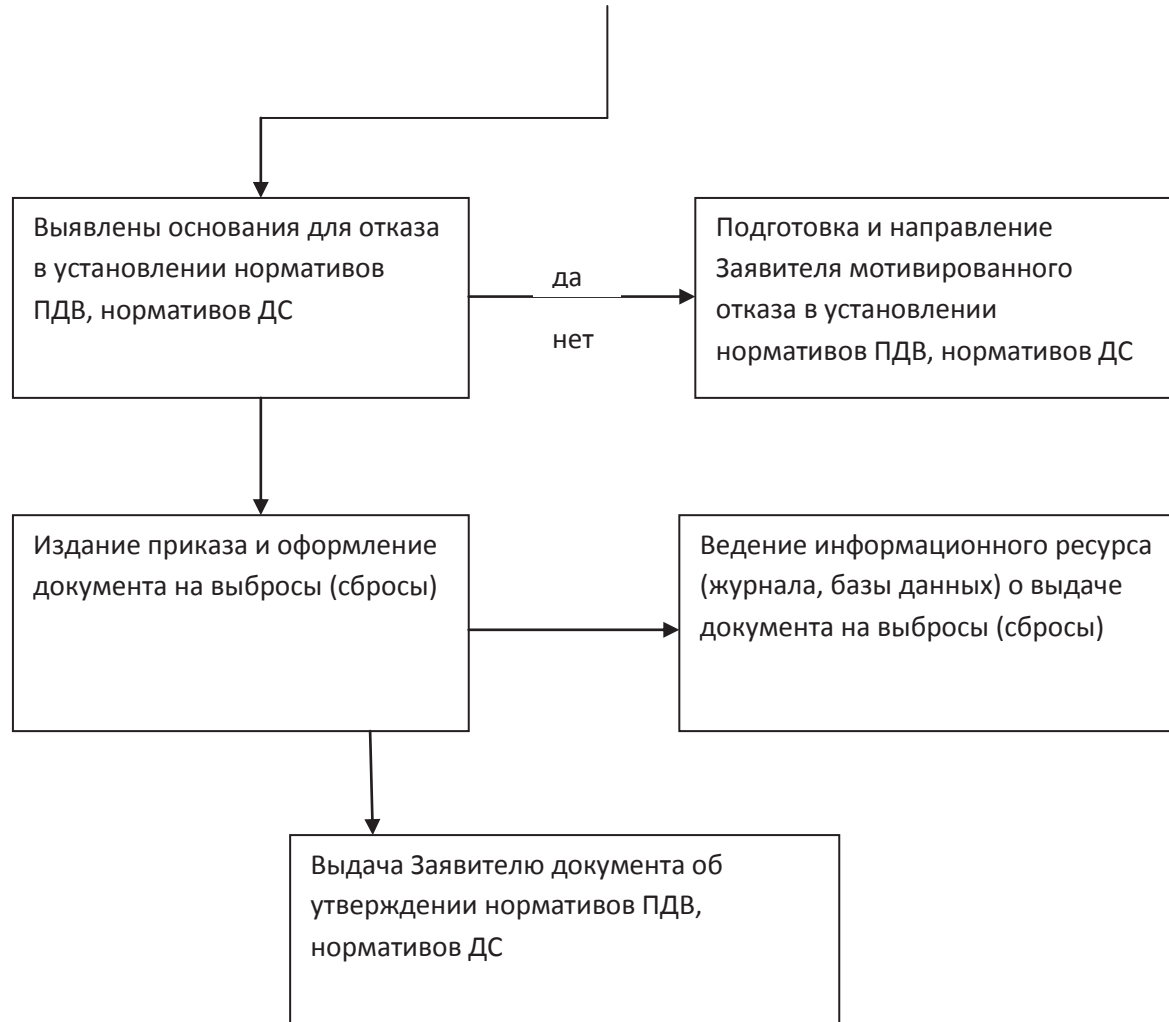 Выявлены основания для отказа
в установлении нормативов
ПДВ, нормативов ДС
да
нет
Подготовка и направление
Заявителя мотивированного
отказа в установлении
нормативов ПДВ, нормативов ДС
Издание приказа и оформление
документа на выбросы (сбросы)
Ведение информационного ресурса
(журнала, базы данных) о выдаче
документа на выбросы (сбросы)
Выдача Заявителю документа об
утверждении нормативов ПДВ,
нормативов ДС